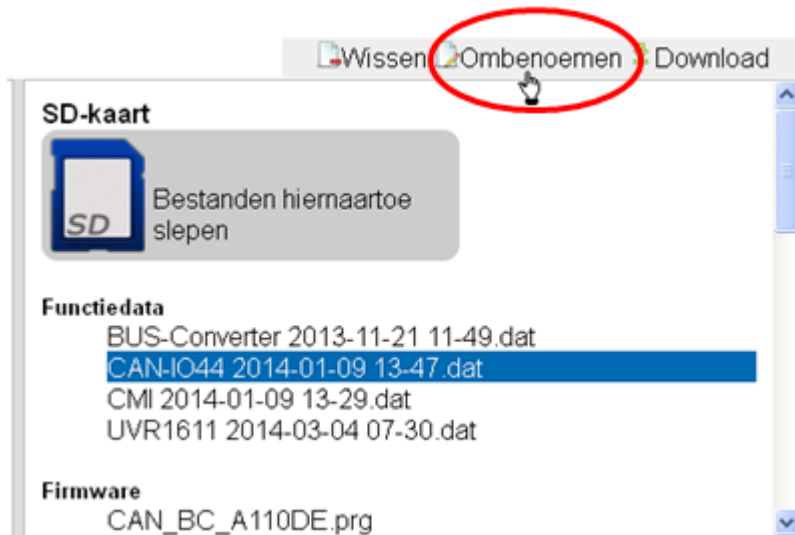 Wissen Ombenoemen Download
SD-kaart
SD
Bestanden hiernaartoe
slepen
Functiedata
BUS-Converter 2013-11-21 11-49.dat
CAN-IO44 2014-01-09 13-47.dat
CMI 2014-01-09 13-29.dat
UVR1611 2014-03-04 07-30.dat
Firmware
CAN_BC_A110DE.prg